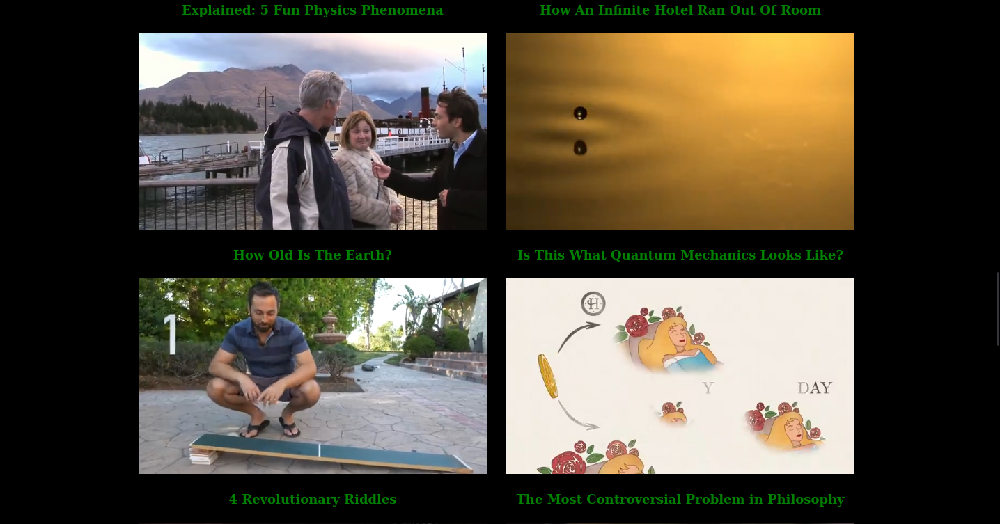 Explained: 5 Fun Physics Phenomena
How An Infinite Hotel Ran Out Of Room
How Old Is The Earth?
Is This What Quantum Mechanics Looks Like?
1
H
Y
DAY
4 Revolutionary Riddles
The Most Controversial Problem in Philosophy